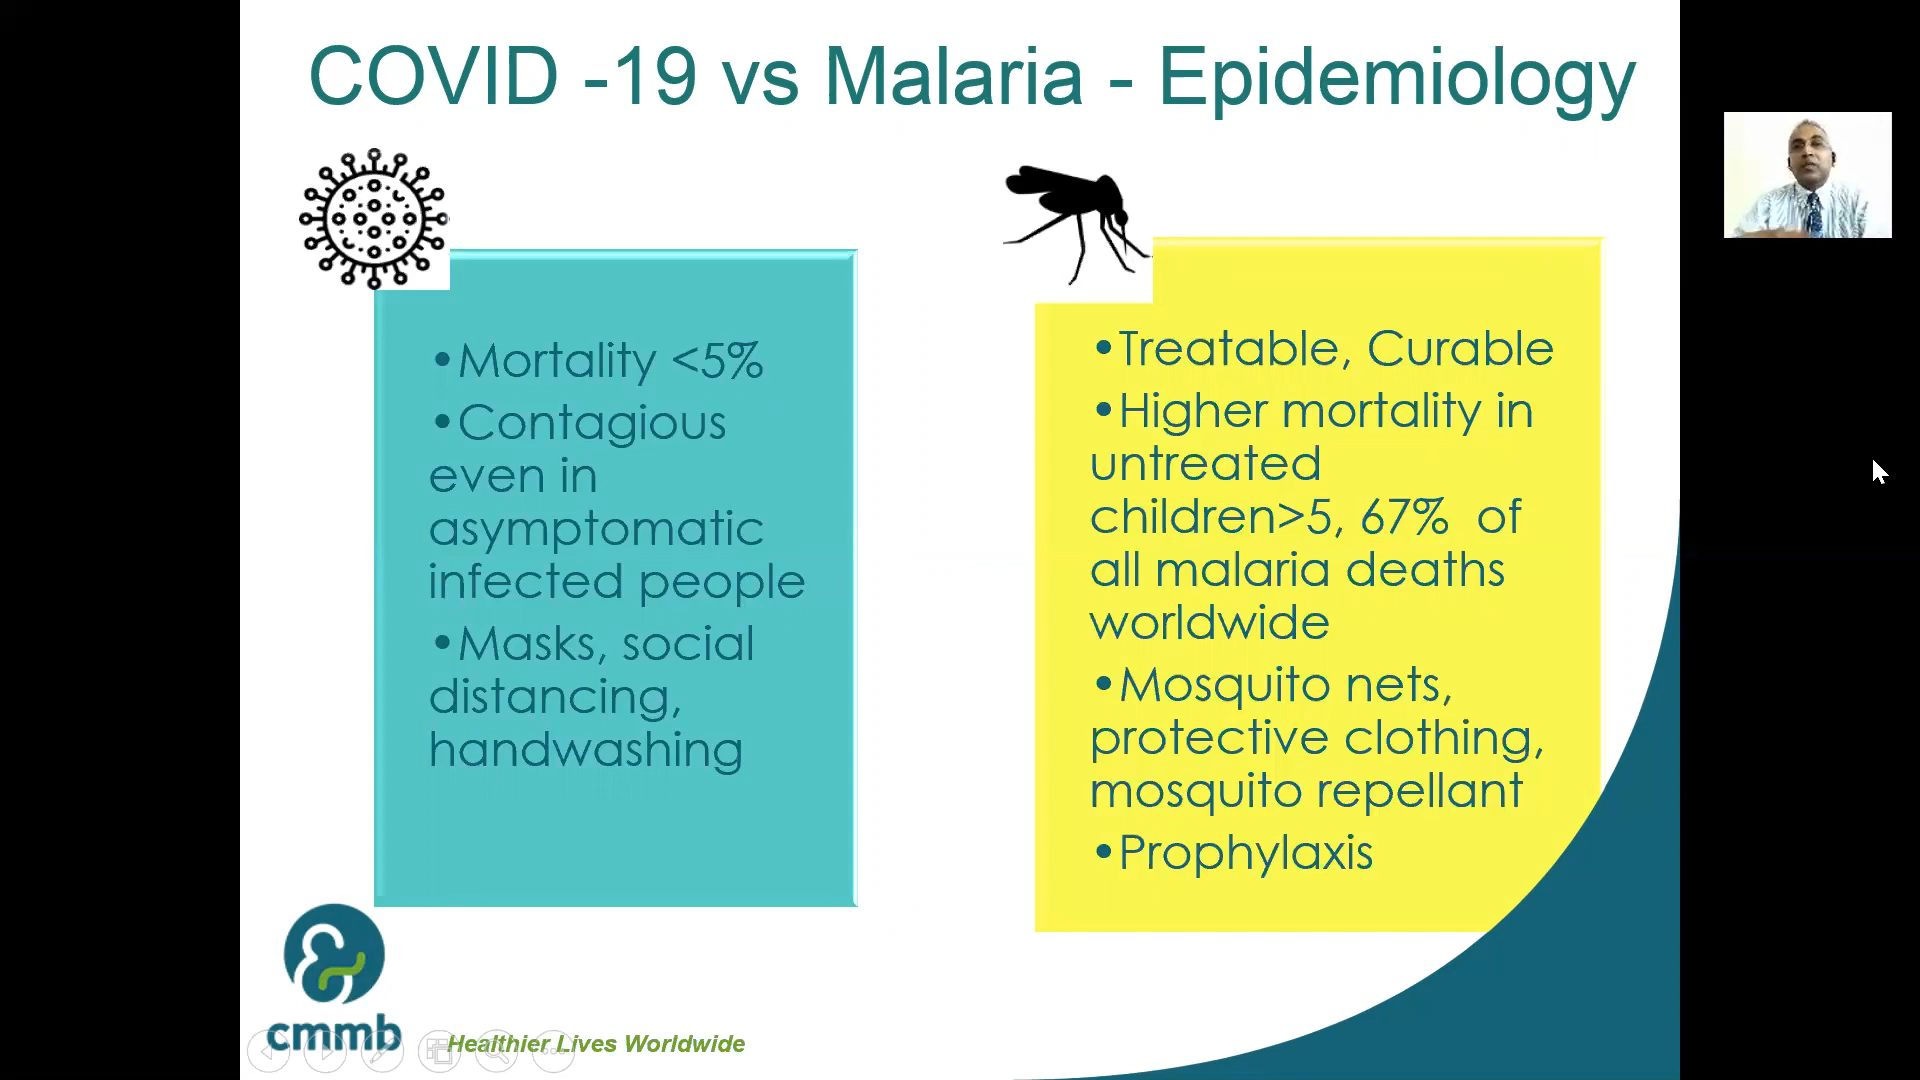 COVID -19 vs Malaria - Epidemiology
•Mortality <5%
•Contagious
even in
asymptomatic
infected people
•Masks, social
distancing,
handwashing
•Treatable, Curable
•Higher mortality in
untreated
children>5, 67% of
all malaria deaths
worldwide
•Mosquito nets,
protective clothing,
mosquito repellant
•Prophylaxis
cmmb
Healthier Lives Worldwide